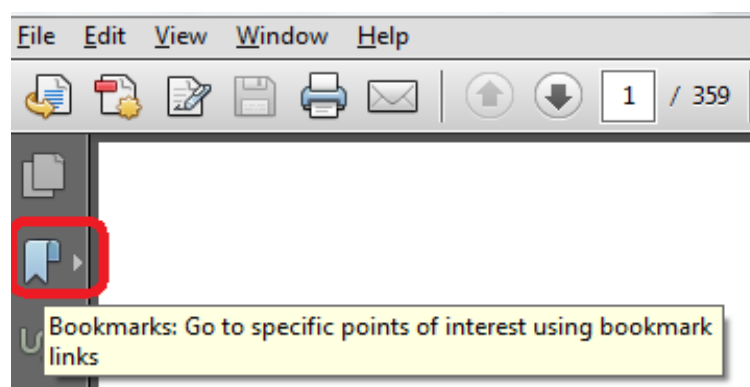 File Edit View Window Help
1 / 359
Bookmarks: Go to specific points of interest using bookmark
links